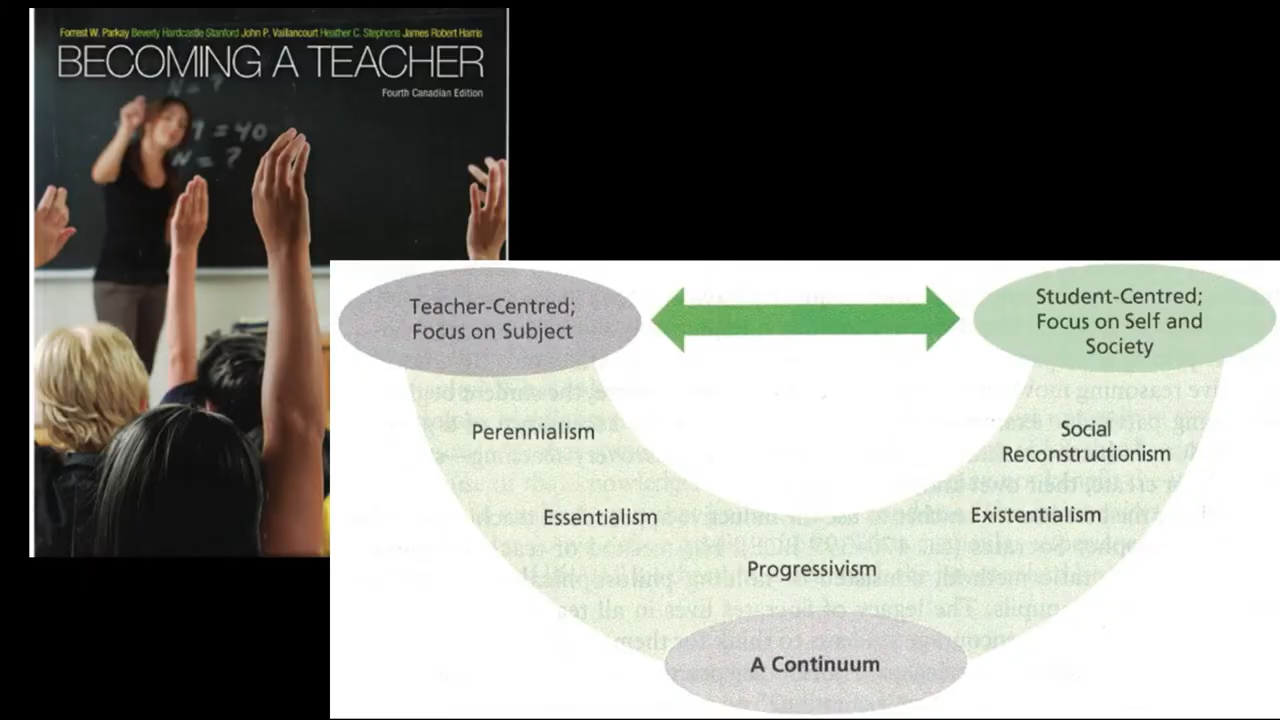 Forrest W. Parkay Beverly Hardcastle Stanford John P. Vaillancourt Heather C. Stephens James Robert Harris
BECOMING A TEACHER
Fourth Canadian Edition
N = ?
9 = 40
N = ?
Teacher-Centred;
Focus on Subject
Student-Centred;
Focus on Self and
Society
Perennialism
Social
Reconstructionism
Essentialism
Existentialism
Progressivism
A Continuum